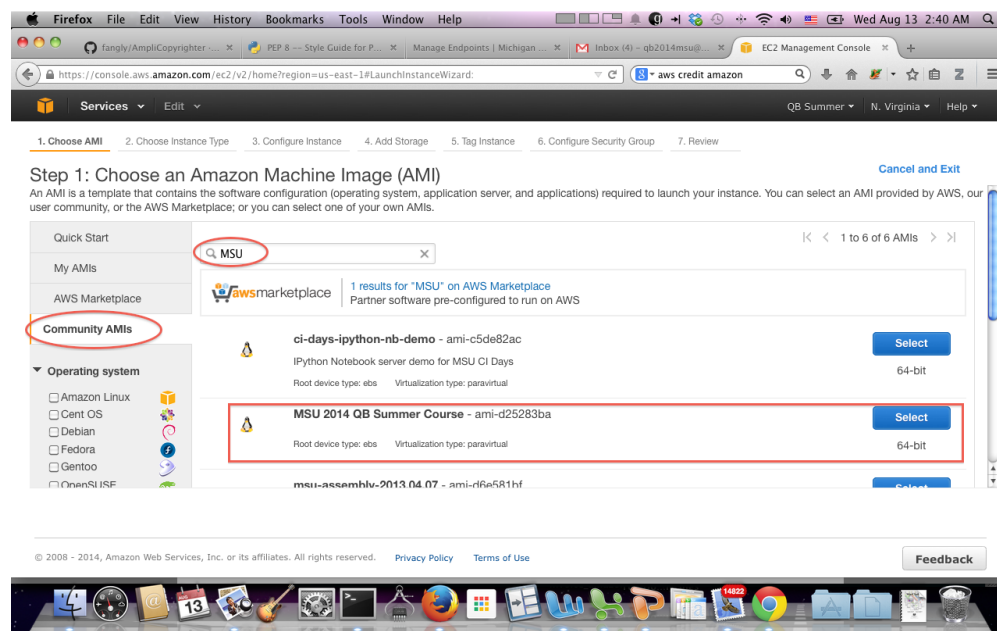 Firefox File Edit View History Bookmarks Tools Window Help Wed Aug 13 2:40 AM
fangly/AmpliCopyrighter -... × PEP 8 -- Style Guide for P... × Manage Endpoints | Michigan ... × Inbox (4) - qb2014msu@... × EC2 Management Console × +
https://console.aws.amazon.com/ec2/v2/home?region=us-east-1#LaunchInstanceWizard: aws credit amazon
Services Edit QB Summer N. Virginia Help
1. Choose AMI 2. Choose Instance Type 3. Configure Instance 4. Add Storage 5. Tag Instance 6. Configure Security Group 7. Review
Step 1: Choose an Amazon Machine Image (AMI) Cancel and Exit
An AMI is a template that contains the software configuration (operating system, application server, and applications) required to launch your instance. You can select an AMI provided by AWS, our
user community, or the AWS Marketplace; or you can select one of your own AMIs.
Quick Start
My AMIs
AWS Marketplace
Community AMIs
Operating system
Amazon Linux
Cent OS
Debian
Fedora
Gentoo
OpenSUSE
MSU 1 to 6 of 6 AMIs
awsmarketplace
1 results for "MSU" on AWS Marketplace
Partner software pre-configured to run on AWS
ci-days-ipython-nb-demo - ami-c5de82ac Select
IPython Notebook server demo for MSU CI Days 64-bit
Root device type: ebs Virtualization type: paravirtual
MSU 2014 QB Summer Course - ami-d25283ba Select
Root device type: ebs Virtualization type: paravirtual 64-bit
msu-assembly-2013.04.07 - ami-d6e581bf Select
© 2008 - 2014, Amazon Web Services, Inc. or its affiliates. All rights reserved. Privacy Policy Terms of Use Feedback
AUG
13
14822